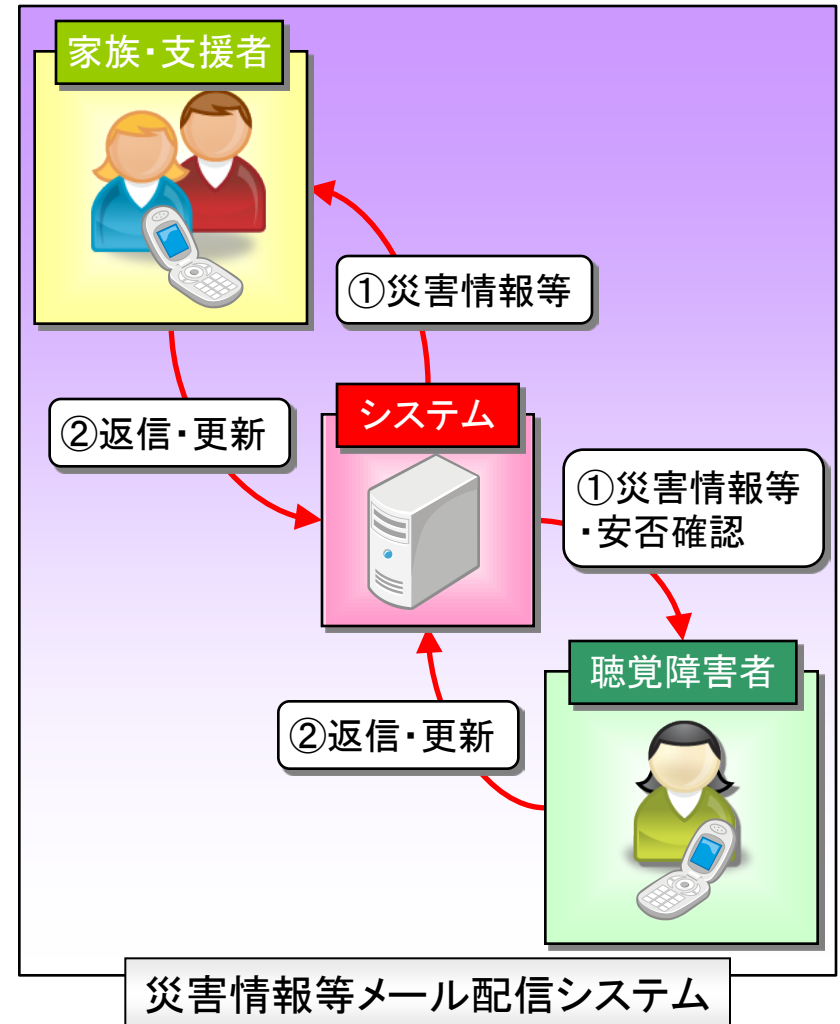 家族・支援者
①災害情報等
②返信・更新
システム
①災害情報等
・安否確認
聴覚障害者
②返信・更新
災害情報等メール配信システム